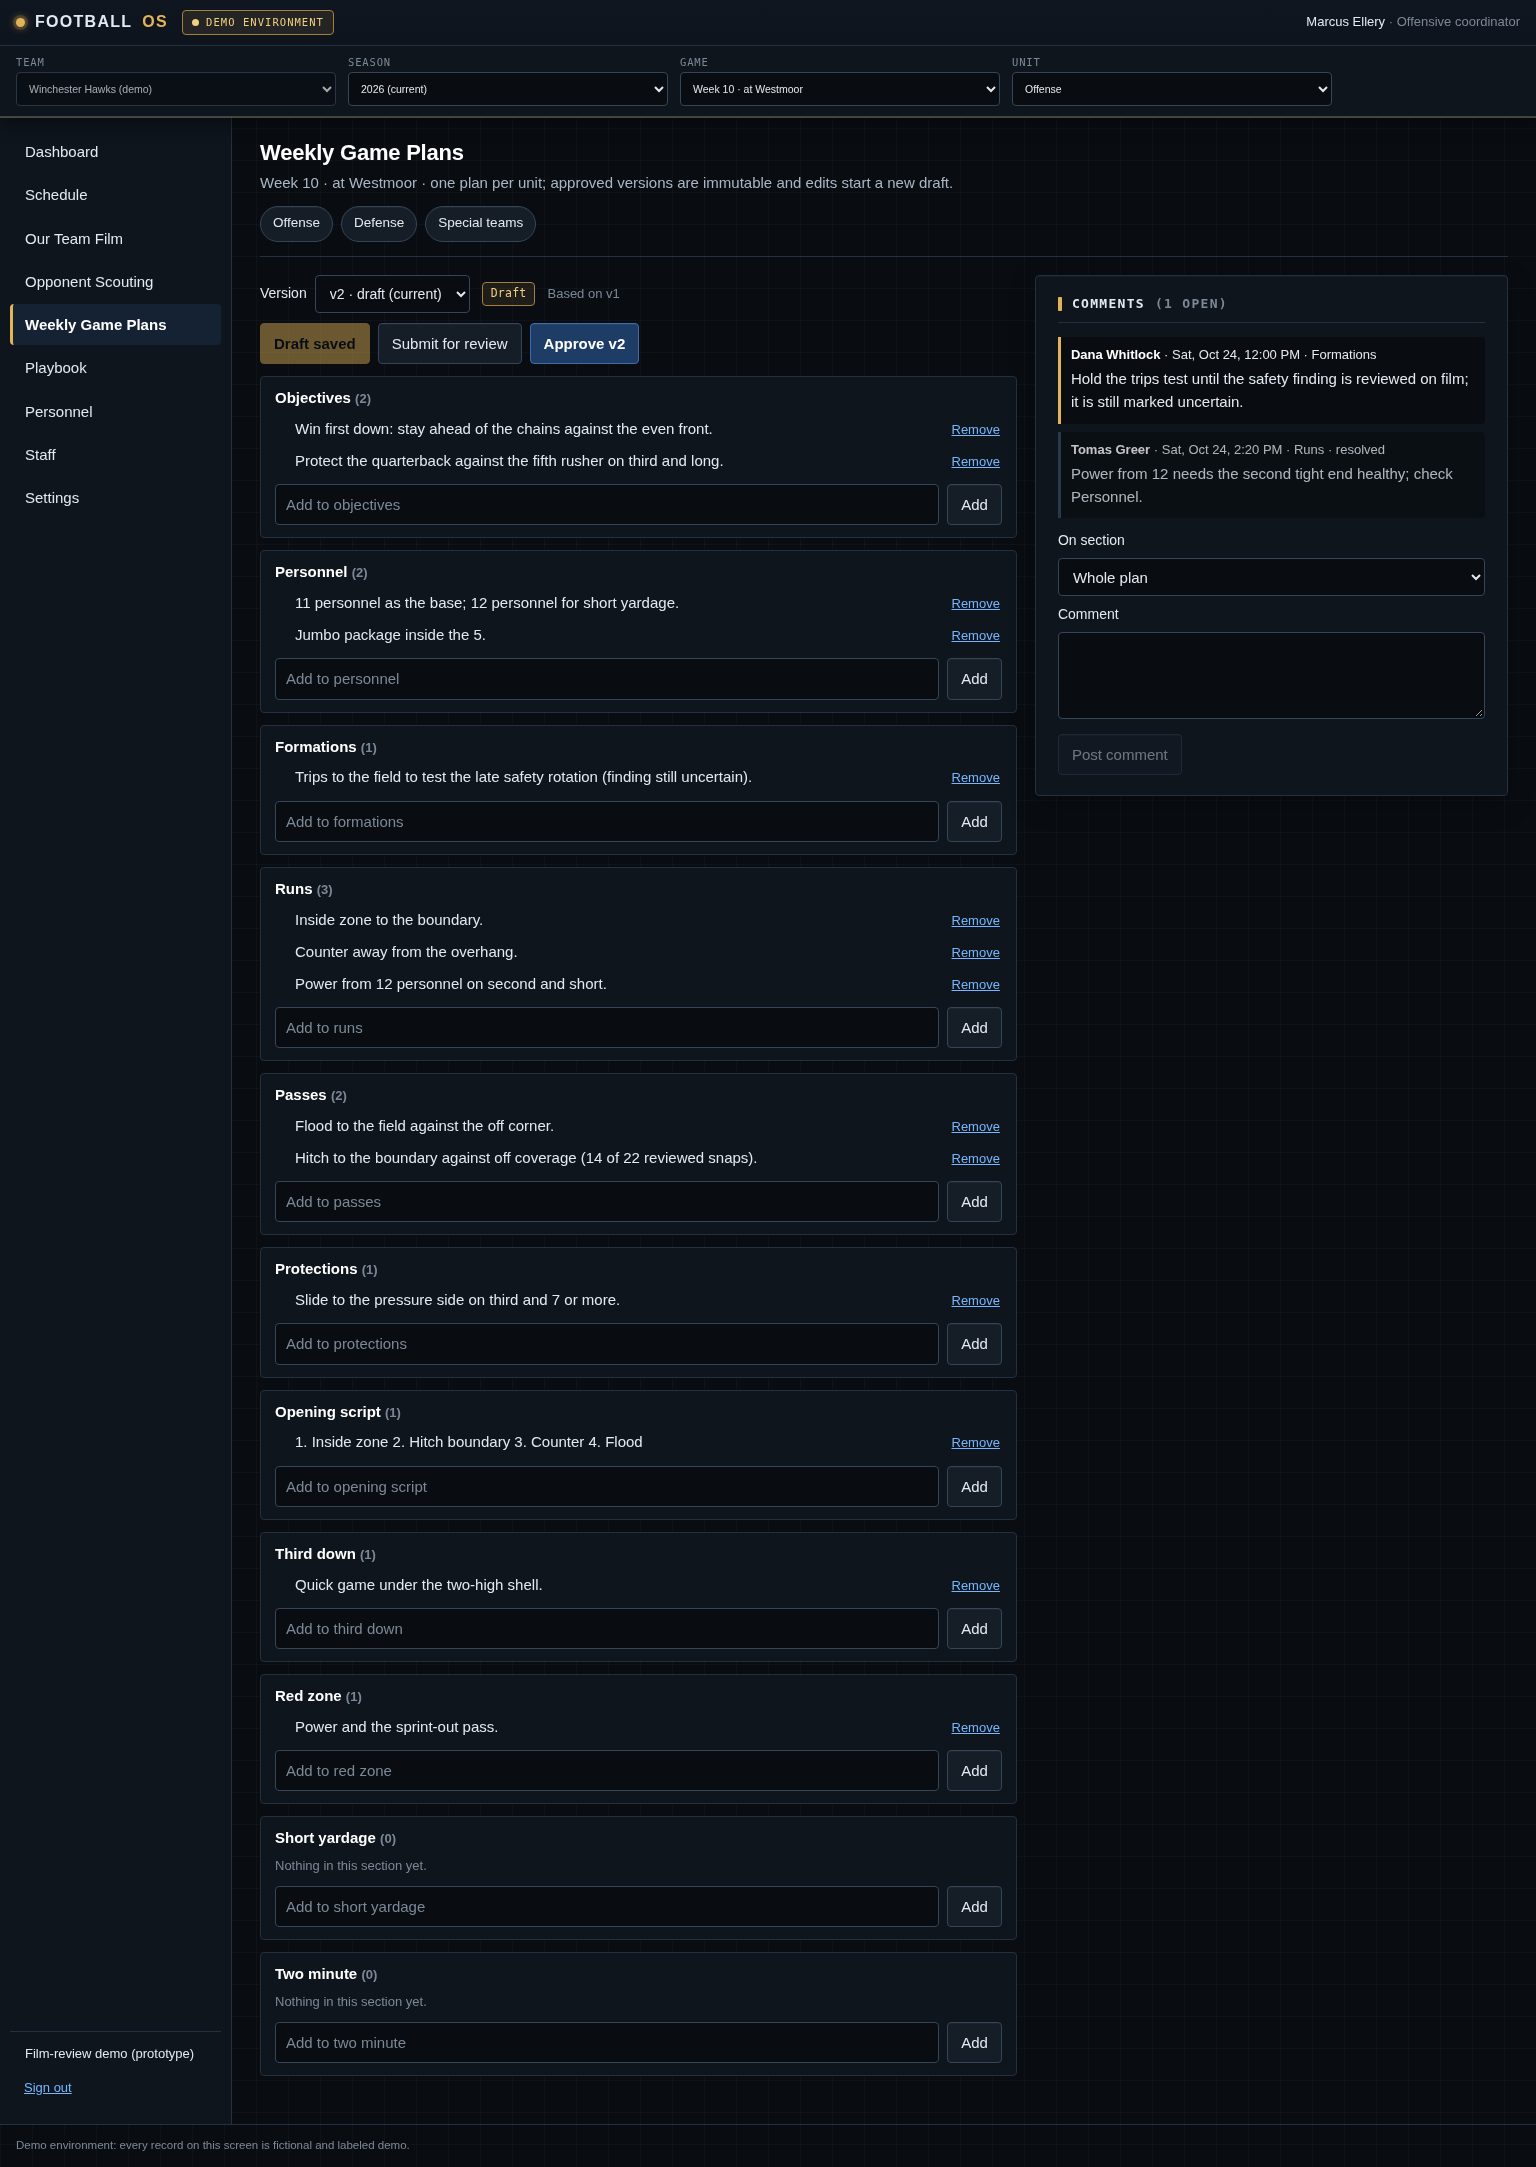 FOOTBALL OS
DEMO ENVIRONMENT
Marcus Ellery · Offensive coordinator
TEAM
Winchester Hawks (demo)
SEASON
2026 (current)
GAME
Week 10 · at Westmoor
UNIT
Offense
Dashboard
Schedule
Our Team Film
Opponent Scouting
Weekly Game Plans
Playbook
Personnel
Staff
Settings
Film-review demo (prototype)
Sign out
Weekly Game Plans
Week 10 · at Westmoor · one plan per unit; approved versions are immutable and edits start a new draft.
Offense
Defense
Special teams
Version
v2 · draft (current)
Draft
Based on v1
Draft saved
Submit for review
Approve v2
Objectives (2)
Win first down: stay ahead of the chains against the even front.
Remove
Protect the quarterback against the fifth rusher on third and long.
Remove
Add to objectives
Add
Personnel (2)
11 personnel as the base; 12 personnel for short yardage.
Remove
Jumbo package inside the 5.
Remove
Add to personnel
Add
Formations (1)
Trips to the field to test the late safety rotation (finding still uncertain).
Remove
Add to formations
Add
Runs (3)
Inside zone to the boundary.
Remove
Counter away from the overhang.
Remove
Power from 12 personnel on second and short.
Remove
Add to runs
Add
Passes (2)
Flood to the field against the off corner.
Remove
Hitch to the boundary against off coverage (14 of 22 reviewed snaps).
Remove
Add to passes
Add
Protections (1)
Slide to the pressure side on third and 7 or more.
Remove
Add to protections
Add
Opening script (1)
1. Inside zone 2. Hitch boundary 3. Counter 4. Flood
Remove
Add to opening script
Add
Third down (1)
Quick game under the two-high shell.
Remove
Add to third down
Add
Red zone (1)
Power and the sprint-out pass.
Remove
Add to red zone
Add
Short yardage (0)
Nothing in this section yet.
Add to short yardage
Add
Two minute (0)
Nothing in this section yet.
Add to two minute
Add
COMMENTS (1 OPEN)
Dana Whitlock · Sat, Oct 24, 12:00 PM · Formations
Hold the trips test until the safety finding is reviewed on film;
it is still marked uncertain.
Tomas Greer · Sat, Oct 24, 2:20 PM · Runs · resolved
Power from 12 needs the second tight end healthy; check
Personnel.
On section
Whole plan
Comment
Post comment
Demo environment: every record on this screen is fictional and labeled demo.